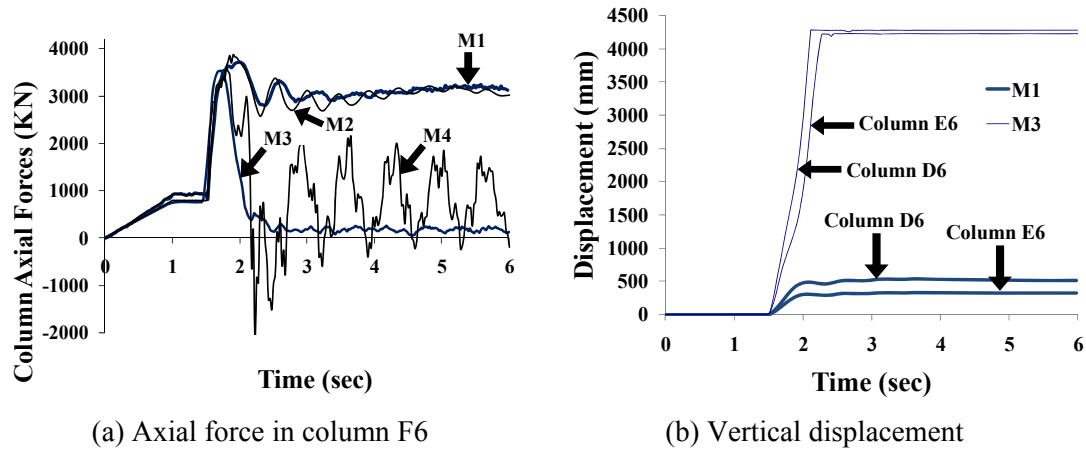 Column Axial Forces (KN)
4000
3000
2000
1000
0
-1000
-2000
0 1 2 3 4 5 6
Time (sec)
M1
M2
M3
M4
(a) Axial force in column F6
Displacement (mm)
4500
4000
3500
3000
2500
2000
1500
1000
500
0
0 1 2 3 4 5 6
Time (sec)
M1
M3
Column E6
Column D6
Column D6
Column E6
(b) Vertical displacement